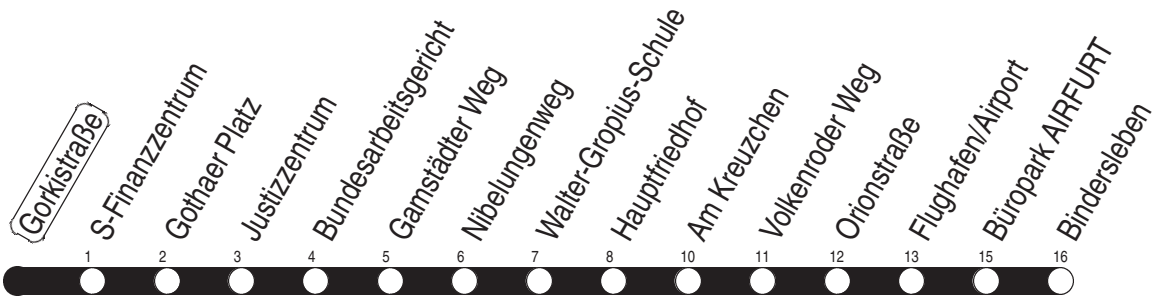 Gorkistraße
S-Finanzzentrum
Gothaer Platz
Justizzentrum
Bundesarbeitsgericht
Gamstädter Weg
Nibelungenweg
Walter-Gropius-Schule
Hauptfriedhof
Am Kreuzchen
Volkenroder Weg
Orionstraße
Flughafen/Airport
Büropark AIRFURT
Bindersleben
1 2 3 4 5 6 7 8 10 11 12 13 15 16